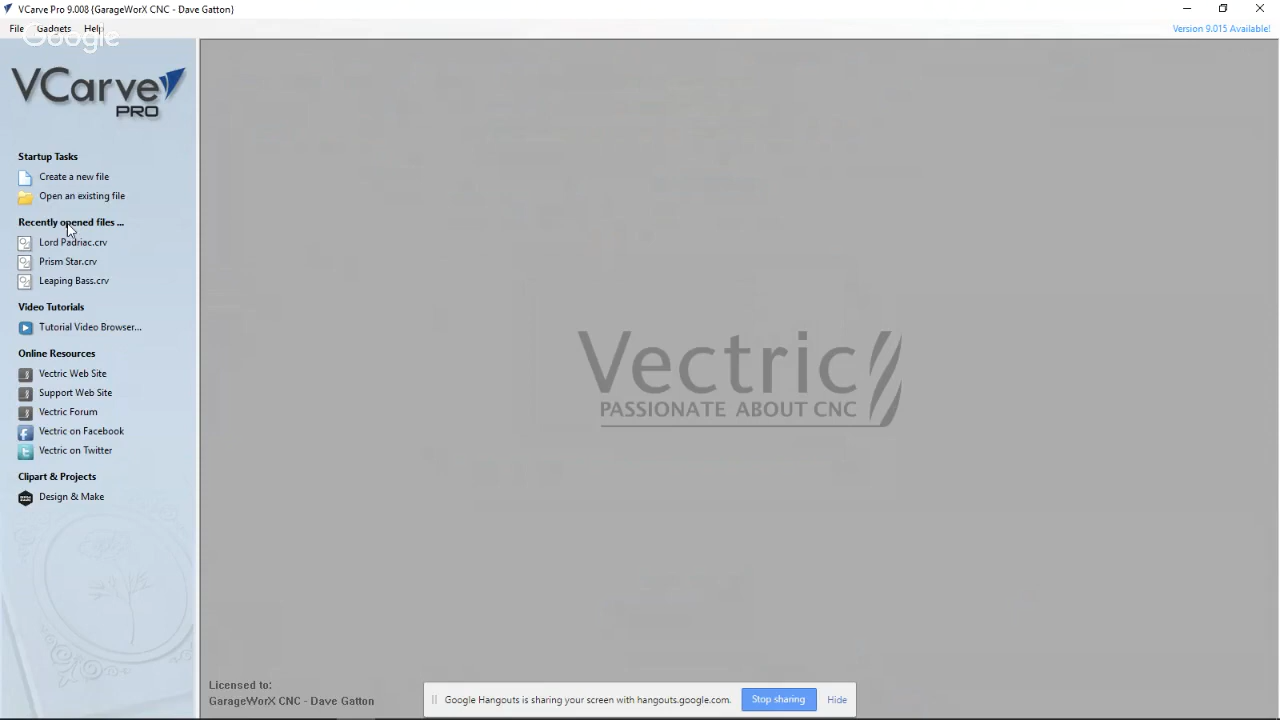 VCarve Pro 9.008 {GarageWorX CNC - Dave Gatton}
File Gadgets Help
Version 9.015 Available!
Google
VCarve
PRO
Startup Tasks
Create a new file
Open an existing file
Recently opened files ...
Lord Padriac.crv
Prism Star.crv
Leaping Bass.crv
Video Tutorials
Tutorial Video Browser...
Online Resources
Vectric Web Site
Support Web Site
Vectric Forum
Vectric on Facebook
Vectric on Twitter
Clipart & Projects
Design & Make
Vectric
PASSIONATE ABOUT CNC
Licensed to:
GarageWorX CNC - Dave Gatton
Google Hangouts is sharing your screen with hangouts.google.com. Stop sharing Hide